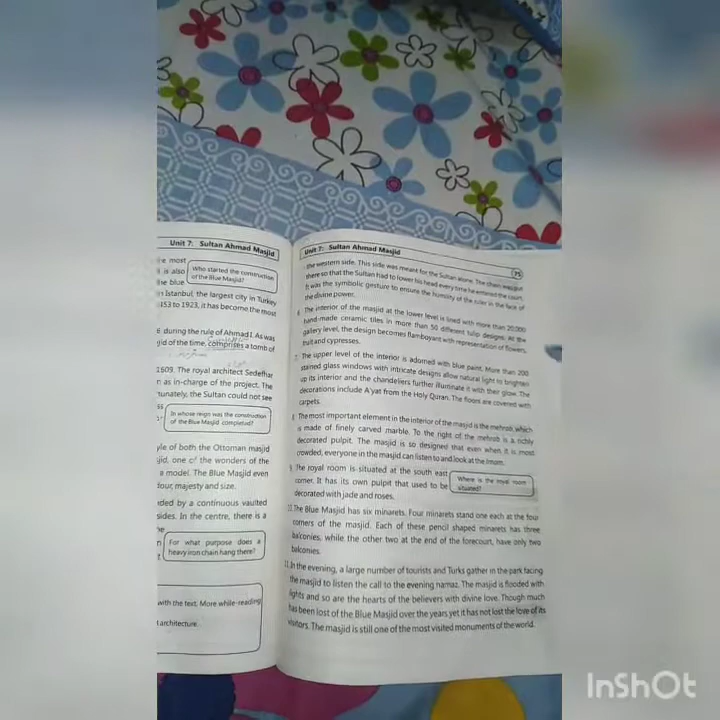 Unit 7: Sultan Ahmad Masjid
re most
is also
he blue
Who started the construction
of the Blue Masjid?
n Istanbul, the largest city in Turkey
453 to 1923, it has become the most
during the rule of Ahmad I. As was
gid of the time, comprises a tomb of
1609. The royal architect Sedefhar
n as in-charge of the project. The
tunately, the Sultan could not see
In whose reign was the construction
of the Blue Masjid completed?
yle of both the Ottoman masjid
jid, one of the wonders of the
a model. The Blue Masjid even
dour, majesty and size.
nded by a continuous vaulted
sides. In the centre, there is a
For what purpose does a
heavy iron chain hang there?
with the text. More while-reading
architecture.
Unit 7: Sultan Ahmad Masjid
75
the western side. This side was meant for the Sultan alone. The chain was put
there so that the Sultan had to lower his head every time he entered the court.
It was the symbolic gesture to ensure the humility of the ruler in the face of
the divine power.
The interior of the masjid at the lower level is lined with more than 20,000
hand-made ceramic tiles in more than 50 different tulip designs. At the
gallery level, the design becomes flamboyant with representation of flowers,
fruit and cypresses.
The upper level of the interior is adorned with blue paint. More than 200
stained glass windows with intricate designs allow natural light to brighten
up its interior and the chandeliers further illuminate it with their glow. The
decorations include A'yat from the Holy Quran. The floors are covered with
carpets.
The most important element in the interior of the masjid is the mehrab, which
is made of finely carved marble. To the right of the mehrab is a richly
decorated pulpit. The masjid is so designed that even when it is most
crowded, everyone in the masjid can listen to and look at the Imam.
The royal room is situated at the south east
corner. It has its own pulpit that used to be
decorated with jade and roses.
Where is the royal room
situated?
The Blue Masjid has six minarets. Four minarets stand one each at the four
corners of the masjid. Each of these pencil shaped minarets has three
balconies, while the other two at the end of the forecourt, have only two
balconies.
In the evening, a large number of tourists and Turks gather in the park facing
the masjid to listen the call to the evening namaz. The masjid is flooded with
lights and so are the hearts of the believers with divine love. Though much
has been lost of the Blue Masjid over the years yet it has not lost the love of its
visitors. The masjid is still one of the most visited monuments of the world.
InShOt